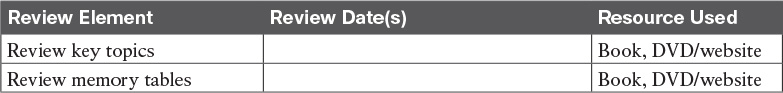 Review Element Review Date(s) Resource Used
Review key topics Book, DVD/website
Review memory tables Book, DVD/website